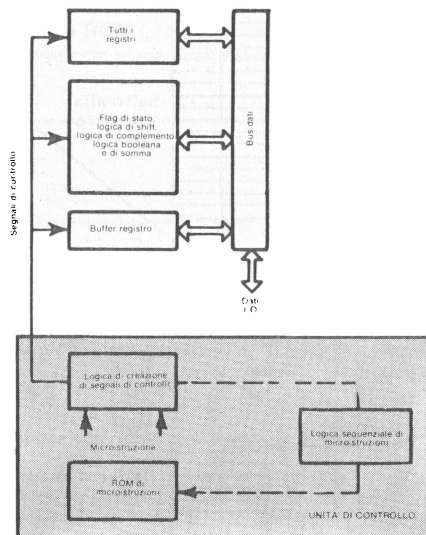 Tutti i
registri
Flag di stato,
logica di shift,
logica di complemento
logica booleana
e di somma
Bus dati
Buffer registro
Segnali di controllo
Dati
I O
Logica di creazione
di segnali di controllo
Microistruzione
Logica sequenziale di
microistruzioni
ROM di
microistruzioni
UNITÀ DI CONTROLLO